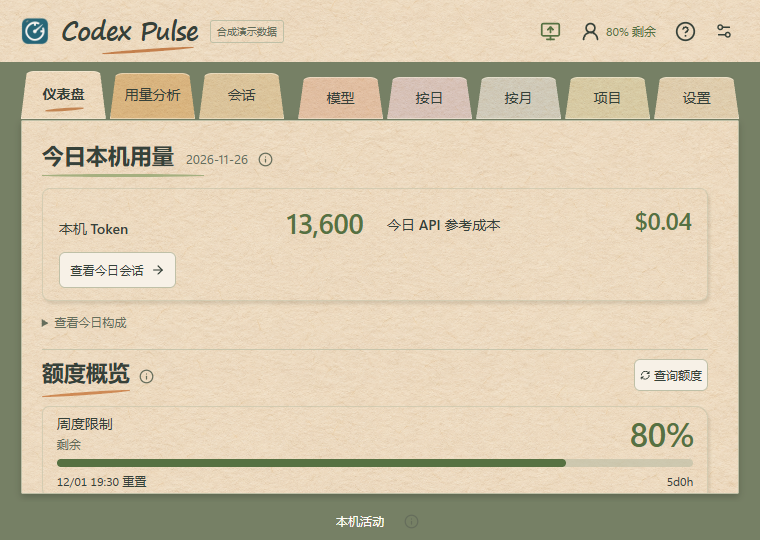 Codex Pulse 合成演示数据 80% 剩余
仪表盘 用量分析 会话 模型 按日 按月 项目 设置
今日本机用量 2026-11-26
本机 Token 13,600 今日 API 参考成本 $0.04
查看今日会话 →
查看今日构成
额度概览 查询额度
周度限制 80%
剩余
12/01 19:30 重置 5d0h
本机活动